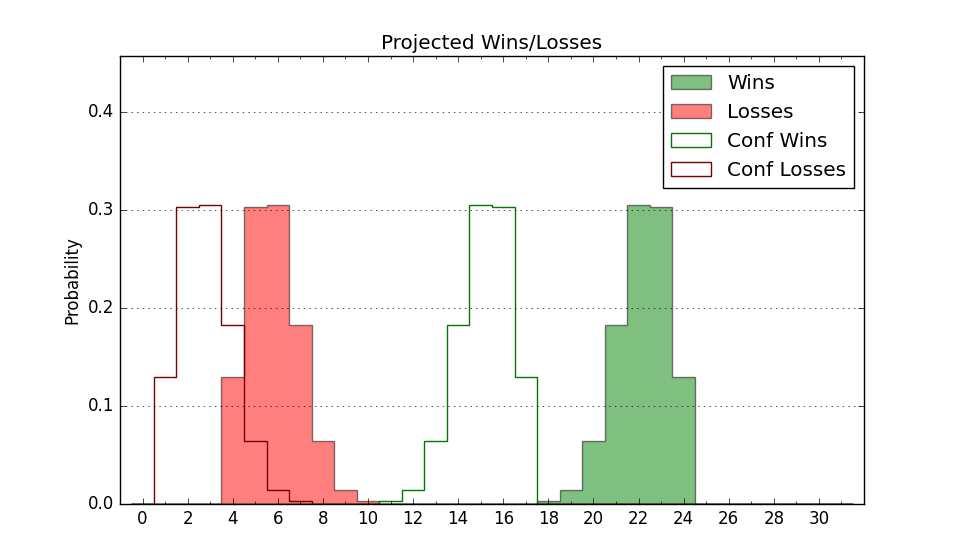 Projected Wins/Losses
Wins
Losses
Conf Wins
Conf Losses
Probability
0.4
0.3
0.2
0.1
0.0
0 2 4 6 8 10 12 14 16 18 20 22 24 26 28 30